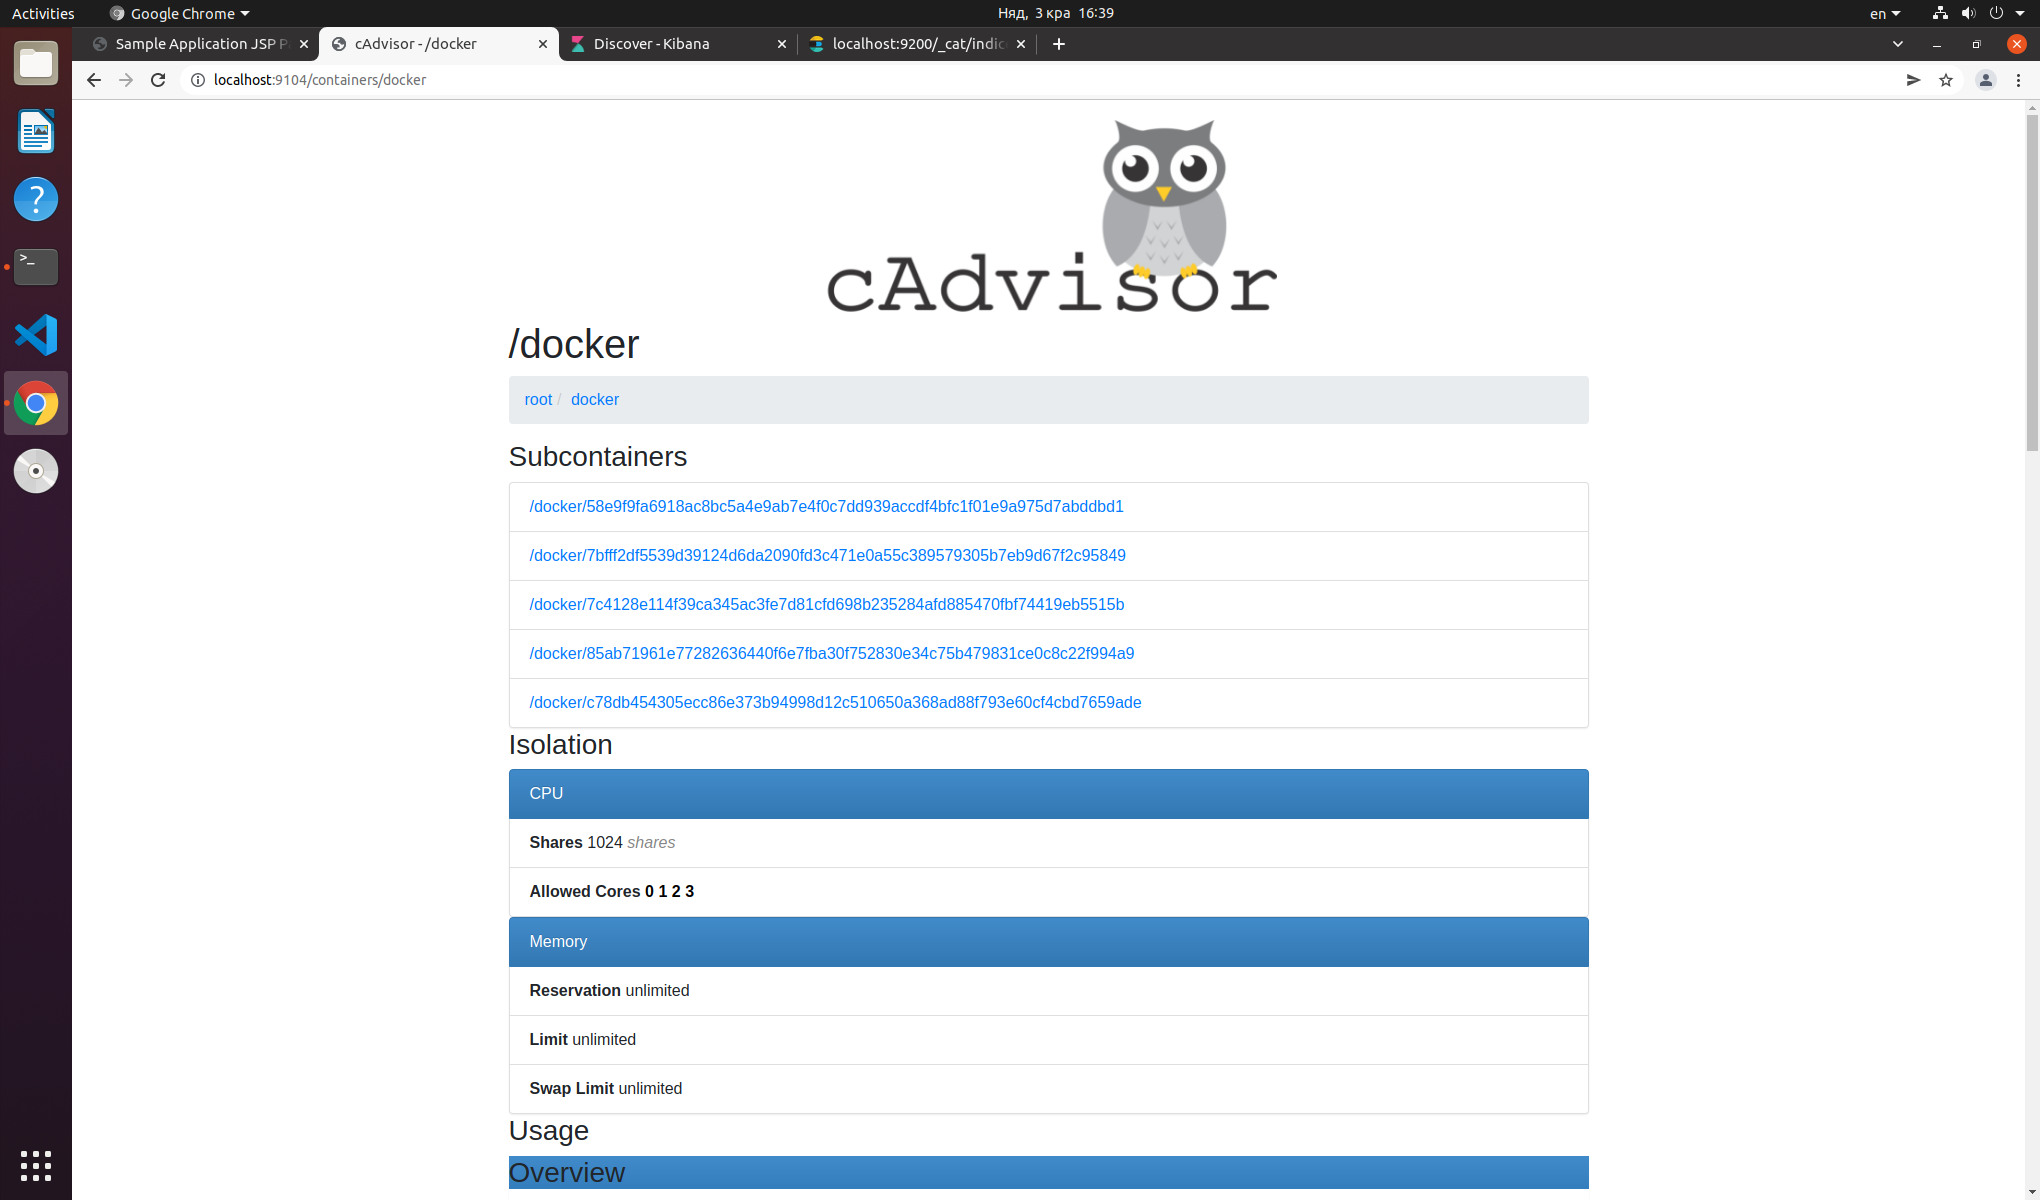 Activities
Google Chrome
Няд, 3 кра 16:39
en
Sample Application JSP P
cAdvisor - /docker
Discover - Kibana
localhost:9200/_cat/indic
localhost:9104/containers/docker
cAdvisor
/docker
root / docker
Subcontainers
/docker/58e9f9fa6918ac8bc5a4e9ab7e4f0c7dd939accdf4bfc1f01e9a975d7abddbd1
/docker/7bfff2df5539d39124d6da2090fd3c471e0a55c389579305b7eb9d67f2c95849
/docker/7c4128e114f39ca345ac3fe7d81cfd698b235284afd885470fbf74419eb5515b
/docker/85ab71961e77282636440f6e7fba30f752830e34c75b479831ce0c8c22f994a9
/docker/c78db454305ecc86e373b94998d12c510650a368ad88f793e60cf4cbd7659ade
Isolation
CPU
Shares 1024 shares
Allowed Cores 0 1 2 3
Memory
Reservation unlimited
Limit unlimited
Swap Limit unlimited
Usage
Overview